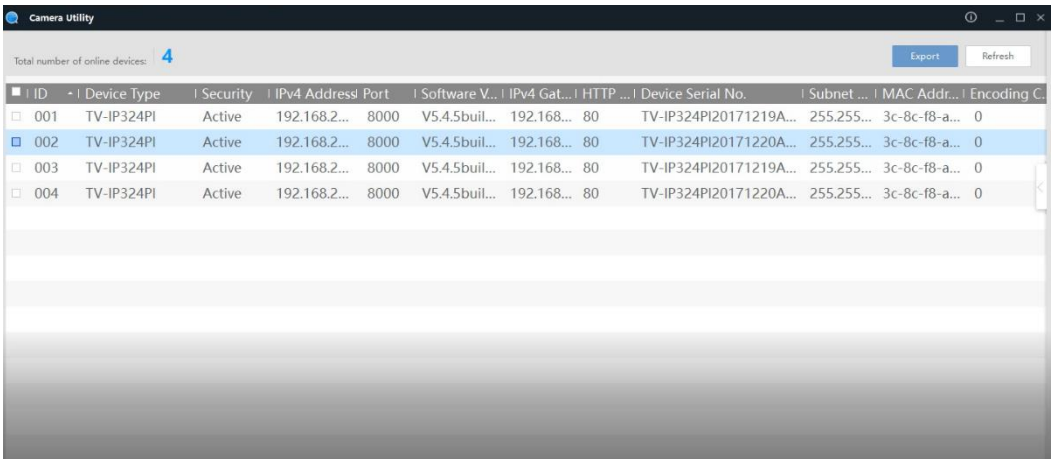 Camera Utility
Total number of online devices: 4 Export Refresh
ID Device Type Security IPv4 Address Port Software V... IPv4 Gat... HTTP ... Device Serial No. Subnet ... MAC Addr... Encoding C..
001 TV-IP324PI Active 192.168.2... 8000 V5.4.5buil... 192.168... 80 TV-IP324PI20171219A... 255.255... 3c-8c-f8-a... 0
002 TV-IP324PI Active 192.168.2... 8000 V5.4.5buil... 192.168... 80 TV-IP324PI20171220A... 255.255... 3c-8c-f8-a... 0
003 TV-IP324PI Active 192.168.2... 8000 V5.4.5buil... 192.168... 80 TV-IP324PI20171219A... 255.255... 3c-8c-f8-a... 0
004 TV-IP324PI Active 192.168.2... 8000 V5.4.5buil... 192.168... 80 TV-IP324PI20171220A... 255.255... 3c-8c-f8-a... 0